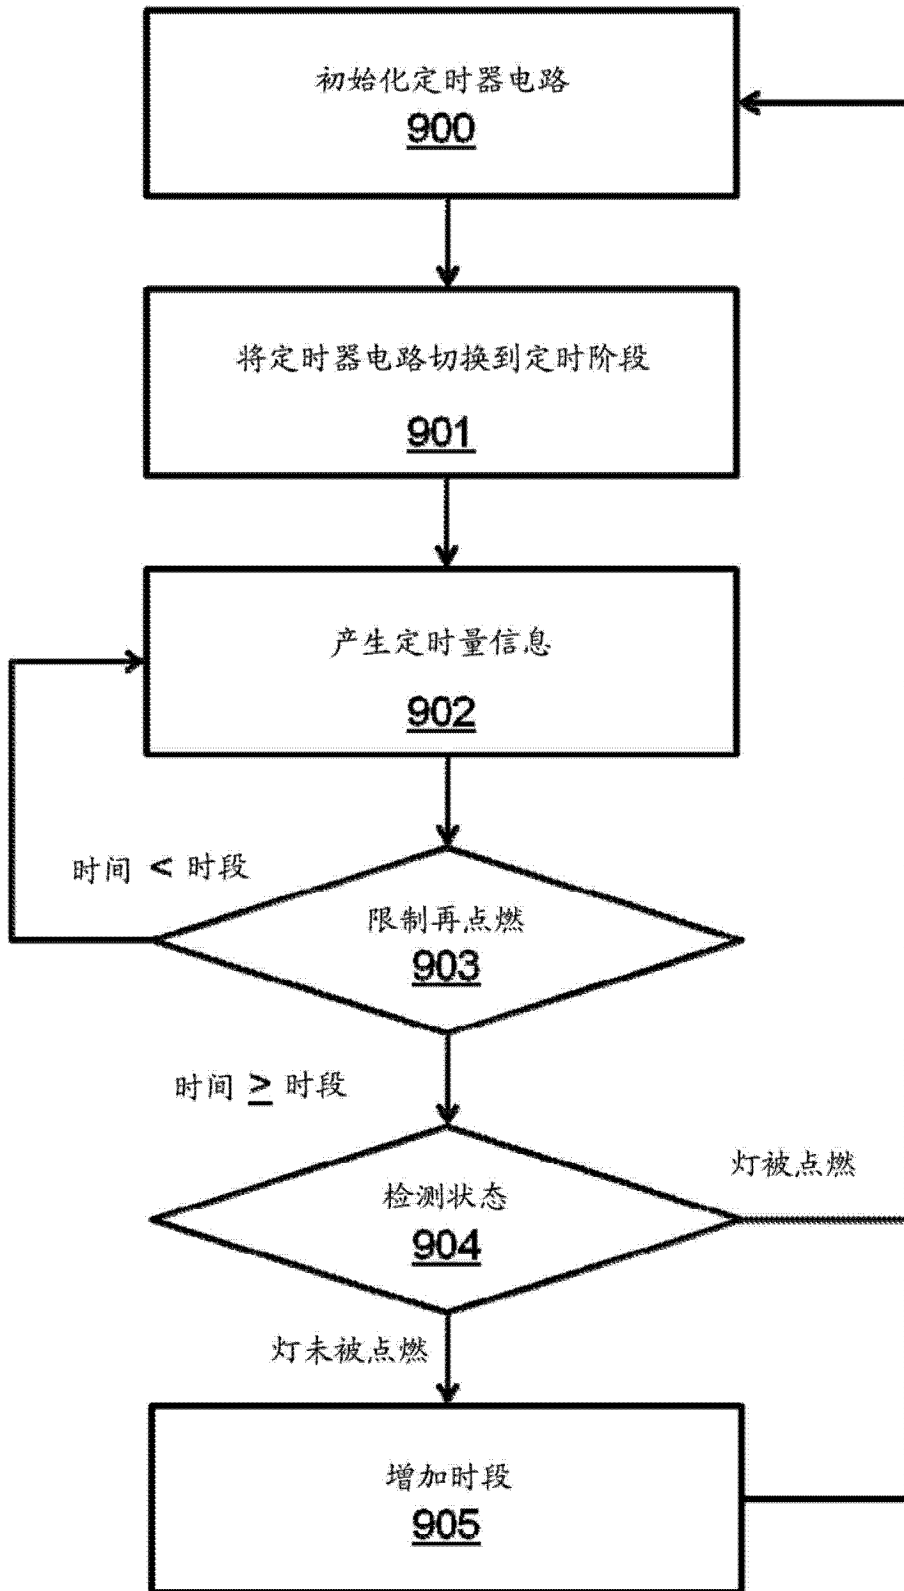 初始化定时器电路
900
将定时器电路切换到定时阶段
901
产生定时量信息
902
时间 < 时段
限制再点燃
903
时间 ≥ 时段
灯被点燃
检测状态
904
灯未被点燃
增加时段
905